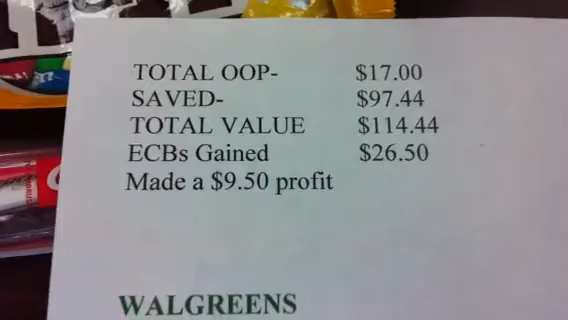 TOTAL OOP- $17.00
SAVED- $97.44
TOTAL VALUE $114.44
ECBs Gained $26.50
Made a $9.50 profit
WALGREENS